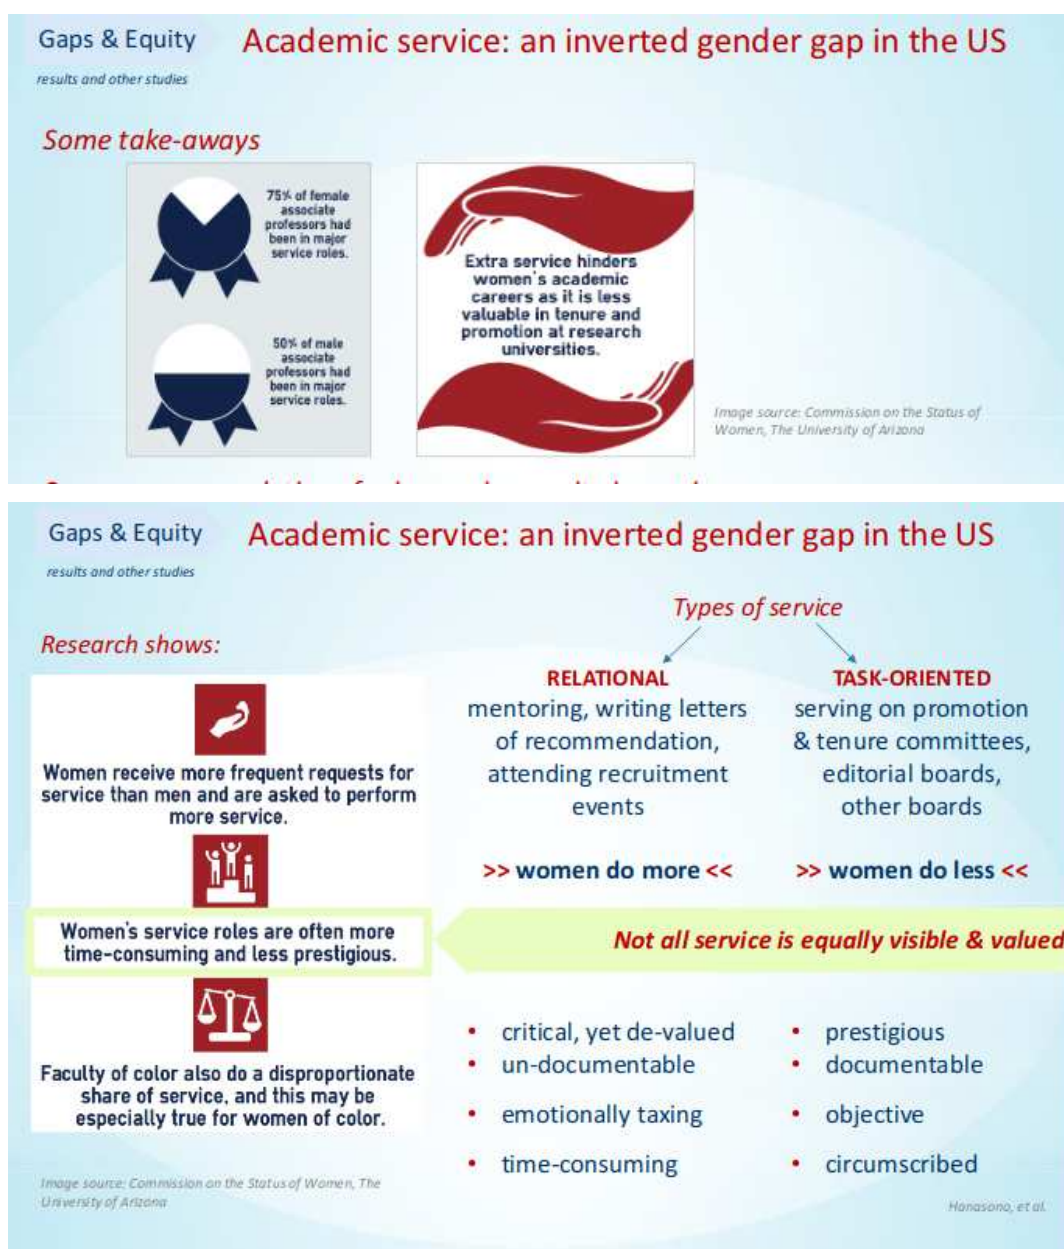 Gaps & Equity
Academic service: an inverted gender gap in the US
results and other studies
Some take-aways
75% of female
associate
professors had
been in major
service roles.
50% of male
associate
professors had
been in major
service roles.
Extra service hinders
women's academic
careers as it is less
valuable in tenure and
promotion at research
universities.
Image source: Commission on the Status of
Women, The University of Arizona
Gaps & Equity
Academic service: an inverted gender gap in the US
results and other studies
Research shows:
Women receive more frequent requests for
service than men and are asked to perform
more service.
Women's service roles are often more
time-consuming and less prestigious.
Faculty of color also do a disproportionate
share of service, and this may be
especially true for women of color.
Image source: Commission on the Status of Women, The
University of Arizona
Types of service
RELATIONAL
mentoring, writing letters
of recommendation,
attending recruitment
events
>> women do more <<
TASK-ORIENTED
serving on promotion
& tenure committees,
editorial boards,
other boards
>> women do less <<
Not all service is equally visible & valued
• critical, yet de-valued
• un-documentable
• emotionally taxing
• time-consuming
• prestigious
• documentable
• objective
• circumscribed
Hanasono, et al.